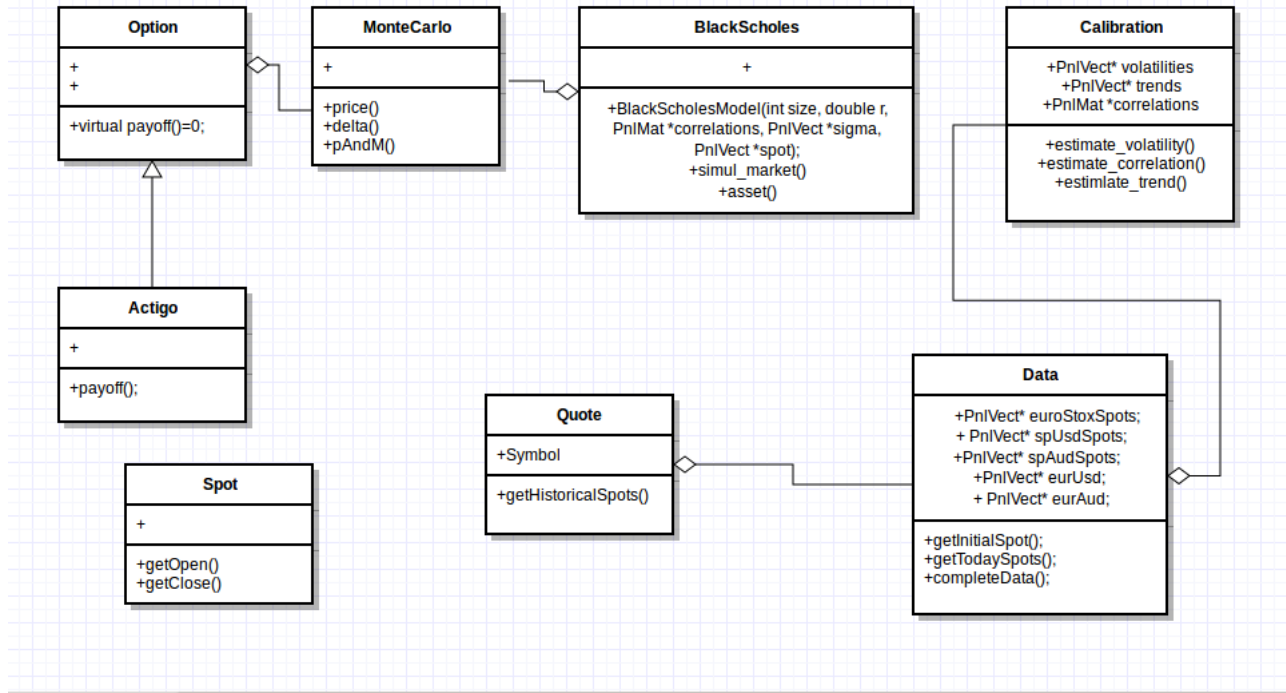 Option
+
+
+virtual payoff()=0;
MonteCarlo
+
+price()
+delta()
+pAndM()
BlackScholes
+
+BlackScholesModel(int size, double r,
PnlMat *correlations, PnlVect *sigma,
PnlVect *spot);
+simul_market()
+asset()
Calibration
+PnlVect* volatilities
+PnlVect* trends
+PnlMat *correlations
+estimate_volatility()
+estimate_correlation()
+estimlate_trend()
Actigo
+
+payoff();
Data
+PnlVect* euroStoxSpots;
+ PnlVect* spUsdSpots;
+PnlVect* spAudSpots;
+PnlVect* eurUsd;
+ PnlVect* eurAud;
+getInitialSpot();
+getTodaySpots();
+completeData();
Quote
+Symbol
+getHistoricalSpots()
Spot
+
+getOpen()
+getClose()